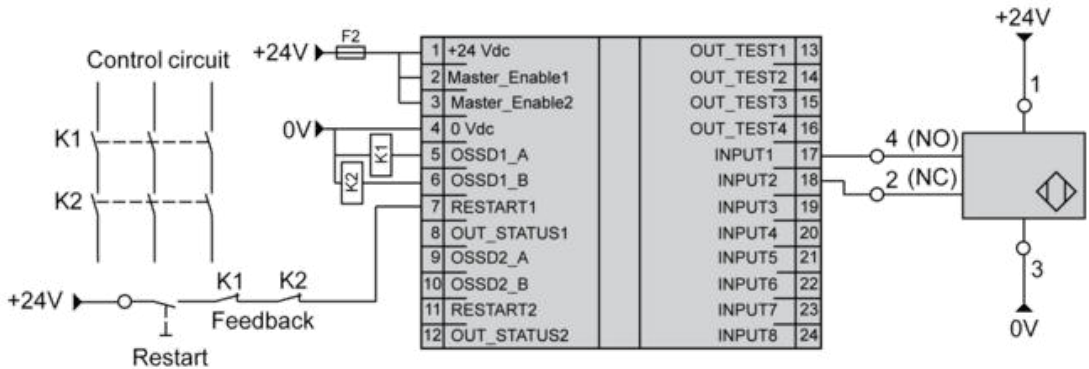 Control circuit
K1
K2
+24V
Restart
K1 K2
Feedback
+24V
F2
0V
K1
K2
1 +24 Vdc
2 Master_Enable1
3 Master_Enable2
4 0 Vdc
5 OSSD1_A
6 OSSD1_B
7 RESTART1
8 OUT_STATUS1
9 OSSD2_A
10 OSSD2_B
11 RESTART2
12 OUT_STATUS2
OUT_TEST1 13
OUT_TEST2 14
OUT_TEST3 15
OUT_TEST4 16
INPUT1 17
INPUT2 18
INPUT3 19
INPUT4 20
INPUT5 21
INPUT6 22
INPUT7 23
INPUT8 24
+24V
1
4 (NO)
2 (NC)
3
0V